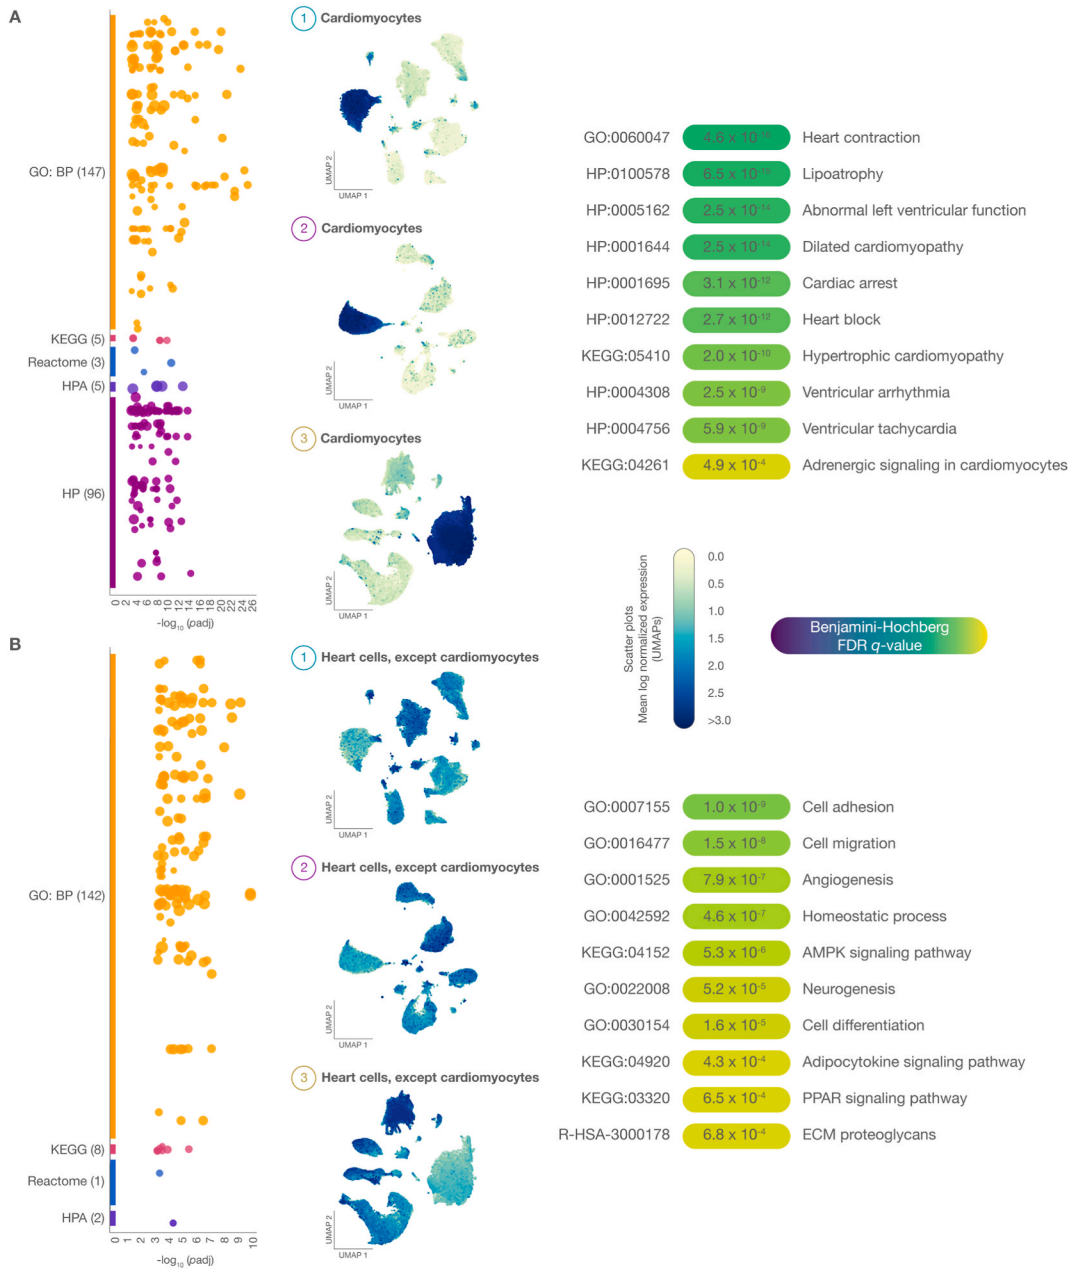 A
GO: BP (147)
KEGG (5)
Reactome (3)
HPA (5)
HP (96)
0 2 4 6 8 10 12 14 16 18 20 22 24 26
-log₁₀ (padj)
1 Cardiomyocytes
UMAP 2
UMAP 1
2 Cardiomyocytes
UMAP 2
UMAP 1
3 Cardiomyocytes
UMAP 2
UMAP 1
GO:0060047 Heart contraction
HP:0100578 Lipoatrophy
HP:0005162 2.5 x 10⁻¹⁴ Abnormal left ventricular function
HP:0001644 2.5 x 10⁻¹⁴ Dilated cardiomyopathy
HP:0001695 3.1 x 10⁻¹² Cardiac arrest
HP:0012722 2.7 x 10⁻¹² Heart block
KEGG:05410 2.0 x 10⁻¹⁰ Hypertrophic cardiomyopathy
HP:0004308 2.5 x 10⁻⁹ Ventricular arrhythmia
HP:0004756 5.9 x 10⁻⁹ Ventricular tachycardia
KEGG:04261 4.9 x 10⁻⁴ Adrenergic signaling in cardiomyocytes
Scatter plots
Mean log normalized expression
(UMAPs)
0.0
0.5
1.0
1.5
2.0
2.5
>3.0
Benjamini-Hochberg
FDR q-value
B
GO: BP (142)
KEGG (8)
Reactome (1)
HPA (2)
0 1 2 3 4 5 6 7 8 9 10
-log₁₀ (padj)
1 Heart cells, except cardiomyocytes
UMAP 2
UMAP 1
2 Heart cells, except cardiomyocytes
UMAP 2
UMAP 1
3 Heart cells, except cardiomyocytes
UMAP 2
UMAP 1
GO:0007155 1.0 x 10⁻⁹ Cell adhesion
GO:0016477 1.5 x 10⁻⁸ Cell migration
GO:0001525 7.9 x 10⁻⁷ Angiogenesis
GO:0042592 4.6 x 10⁻⁷ Homeostatic process
KEGG:04152 5.3 x 10⁻⁶ AMPK signaling pathway
GO:0022008 5.2 x 10⁻⁵ Neurogenesis
GO:0030154 1.6 x 10⁻⁵ Cell differentiation
KEGG:04920 4.3 x 10⁻⁴ Adipocytokine signaling pathway
KEGG:03320 6.5 x 10⁻⁴ PPAR signaling pathway
R-HSA-3000178 6.8 x 10⁻⁴ ECM proteoglycans